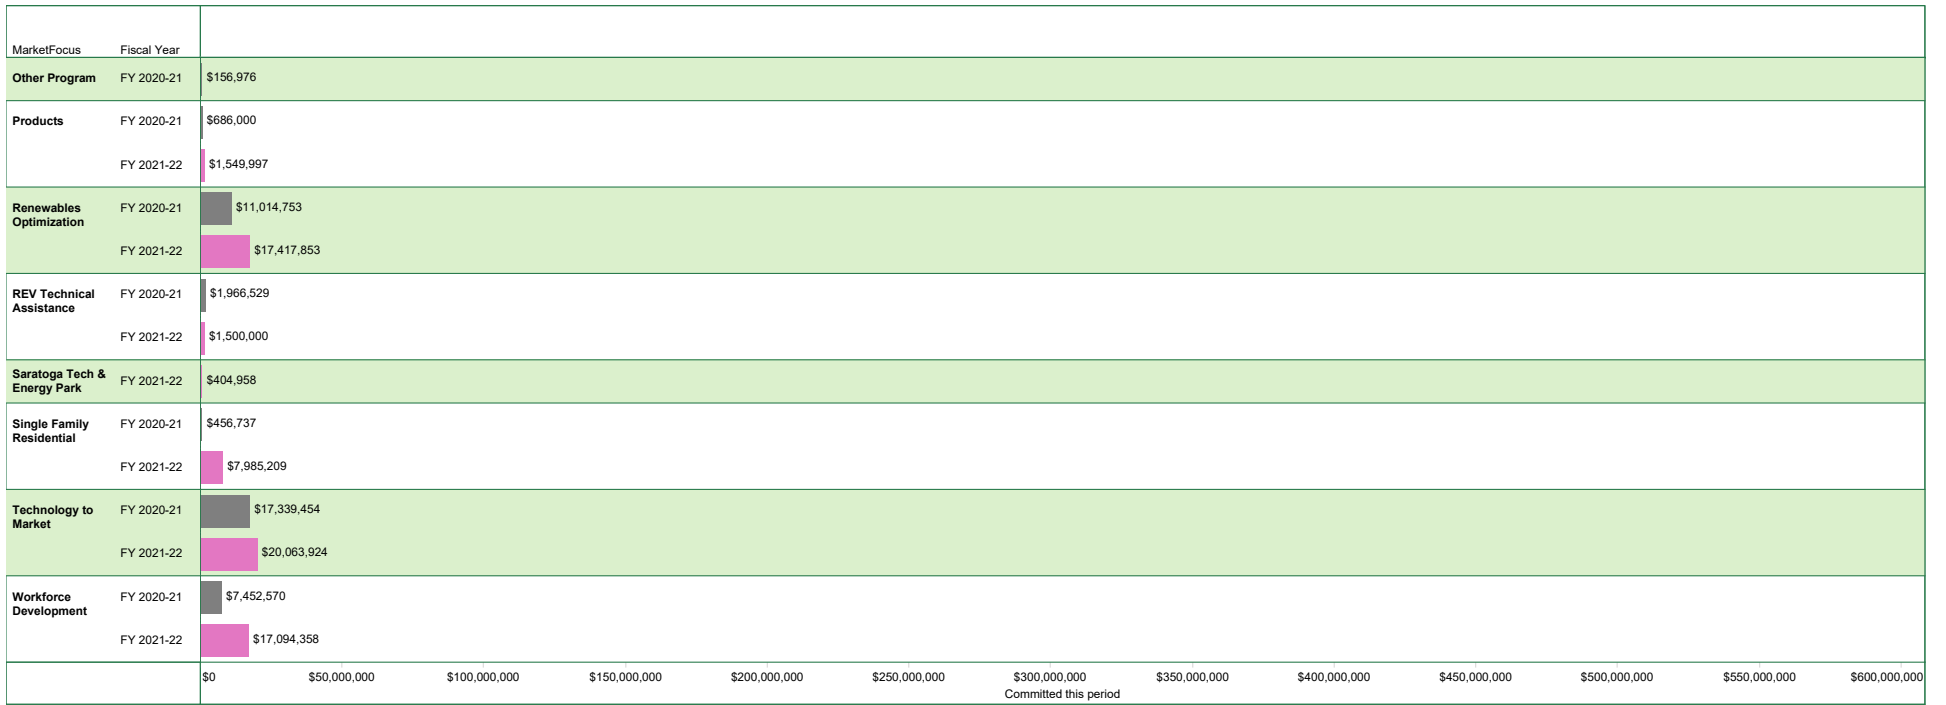 MarketFocus Fiscal Year
Other Program FY 2020-21 $156,976
Products FY 2020-21 $686,000
FY 2021-22 $1,549,997
Renewables FY 2020-21 $11,014,753
Optimization
FY 2021-22 $17,417,853
REV Technical FY 2020-21 $1,966,529
Assistance
FY 2021-22 $1,500,000
Saratoga Tech &
Energy Park FY 2021-22 $404,958
Single Family FY 2020-21 $456,737
Residential
FY 2021-22 $7,985,209
Technology to FY 2020-21 $17,339,454
Market
FY 2021-22 $20,063,924
Workforce FY 2020-21 $7,452,570
Development
FY 2021-22 $17,094,358
$0 $50,000,000 $100,000,000 $150,000,000 $200,000,000 $250,000,000 $300,000,000 $350,000,000 $400,000,000 $450,000,000 $500,000,000 $550,000,000 $600,000,000
Committed this period